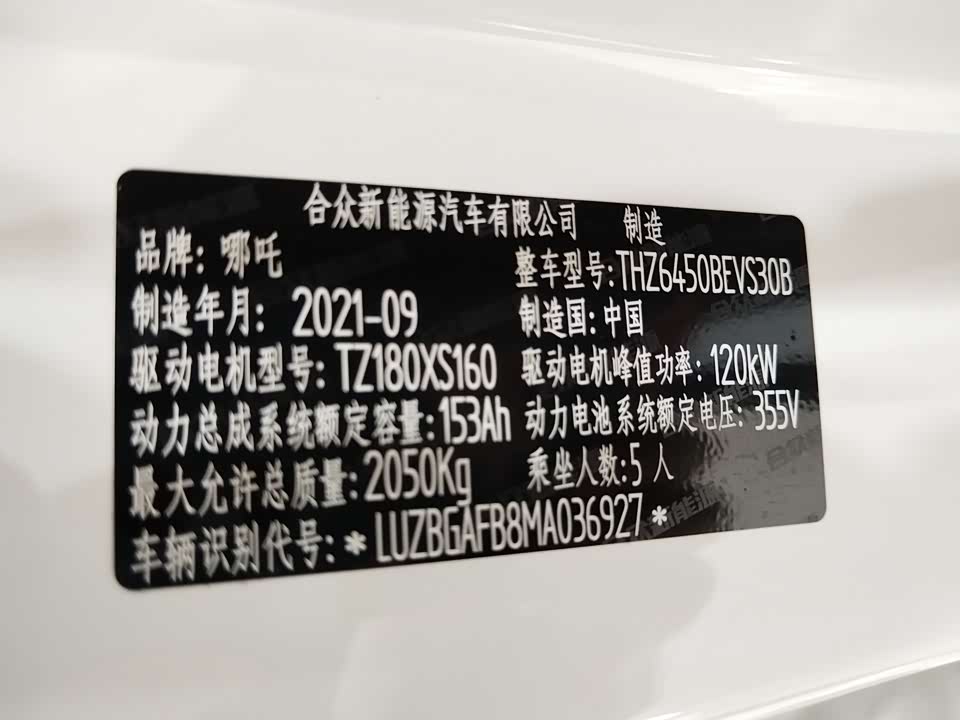 合众新能源汽车有限公司 制造
品牌: 哪吒 整车型号: THZ6450BEVS30B
制造年月: 2021-09 制造国: 中国
驱动电机型号: TZ180XS160 驱动电机峰值功率: 120kW
动力总成系统额定容量: 153Ah 动力电池系统额定电压: 355V
最大允许总质量: 2050Kg 乘坐人数: 5 人
车辆识别代号: *LUZBGAFB8MA036927*